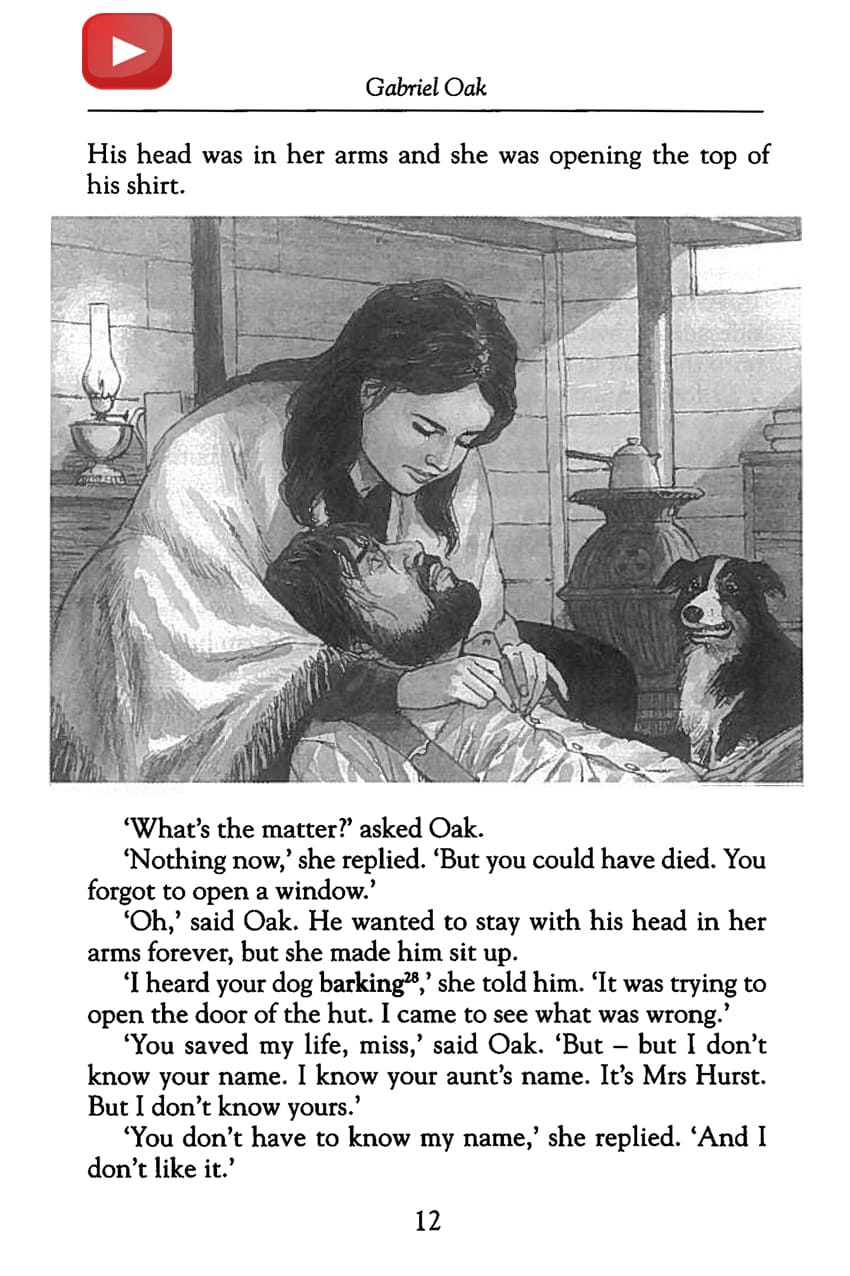 Gabriel Oak
His head was in her arms and she was opening the top of
his shirt.
‘What’s the matter?’ asked Oak.
‘Nothing now,’ she replied. ‘But you could have died. You
forgot to open a window.’
‘Oh,’ said Oak. He wanted to stay with his head in her
arms forever, but she made him sit up.
‘I heard your dog barking²⁸,’ she told him. ‘It was trying to
open the door of the hut. I came to see what was wrong.’
‘You saved my life, miss,’ said Oak. ‘But – but I don’t
know your name. I know your aunt’s name. It’s Mrs Hurst.
But I don’t know yours.’
‘You don’t have to know my name,’ she replied. ‘And I
don’t like it.’
12